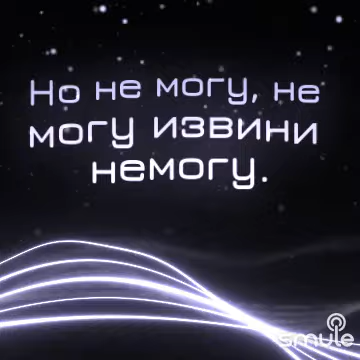 Но не могу, не
могу извини
немогу.
smule